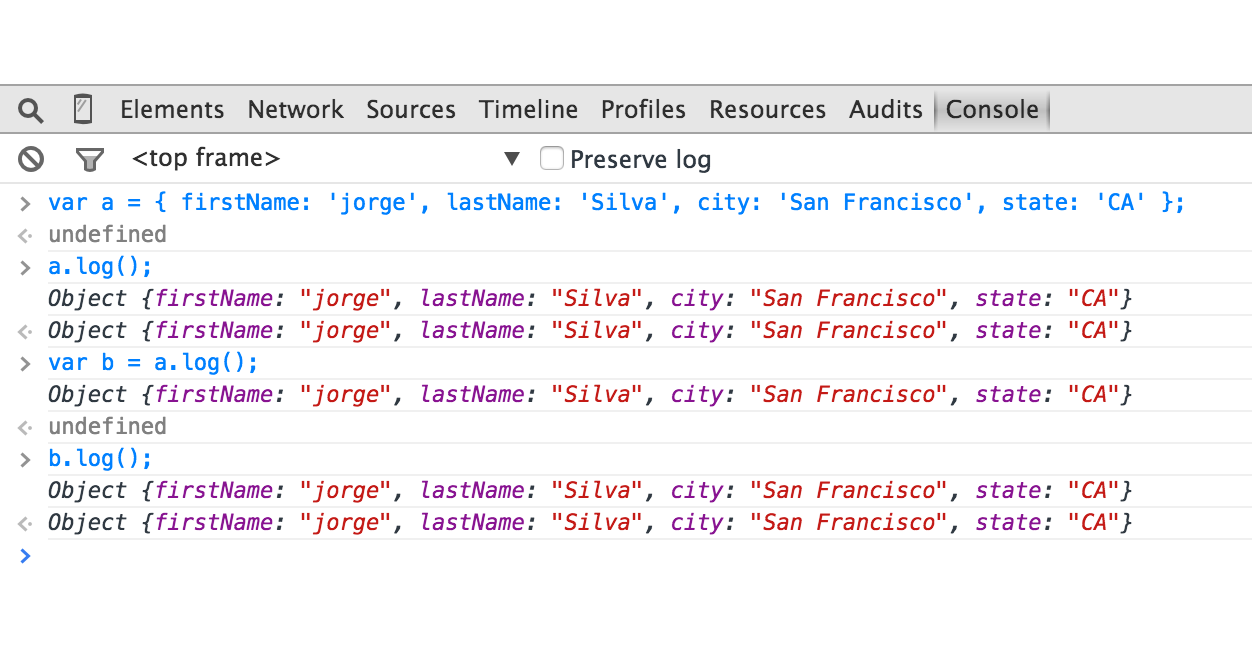 Elements Network Sources Timeline Profiles Resources Audits Console
<top frame> ▼ Preserve log
> var a = { firstName: 'jorge', lastName: 'Silva', city: 'San Francisco', state: 'CA' };
undefined
> a.log();
Object {firstName: "jorge", lastName: "Silva", city: "San Francisco", state: "CA"}
Object {firstName: "jorge", lastName: "Silva", city: "San Francisco", state: "CA"}
> var b = a.log();
Object {firstName: "jorge", lastName: "Silva", city: "San Francisco", state: "CA"}
undefined
> b.log();
Object {firstName: "jorge", lastName: "Silva", city: "San Francisco", state: "CA"}
Object {firstName: "jorge", lastName: "Silva", city: "San Francisco", state: "CA"}
>